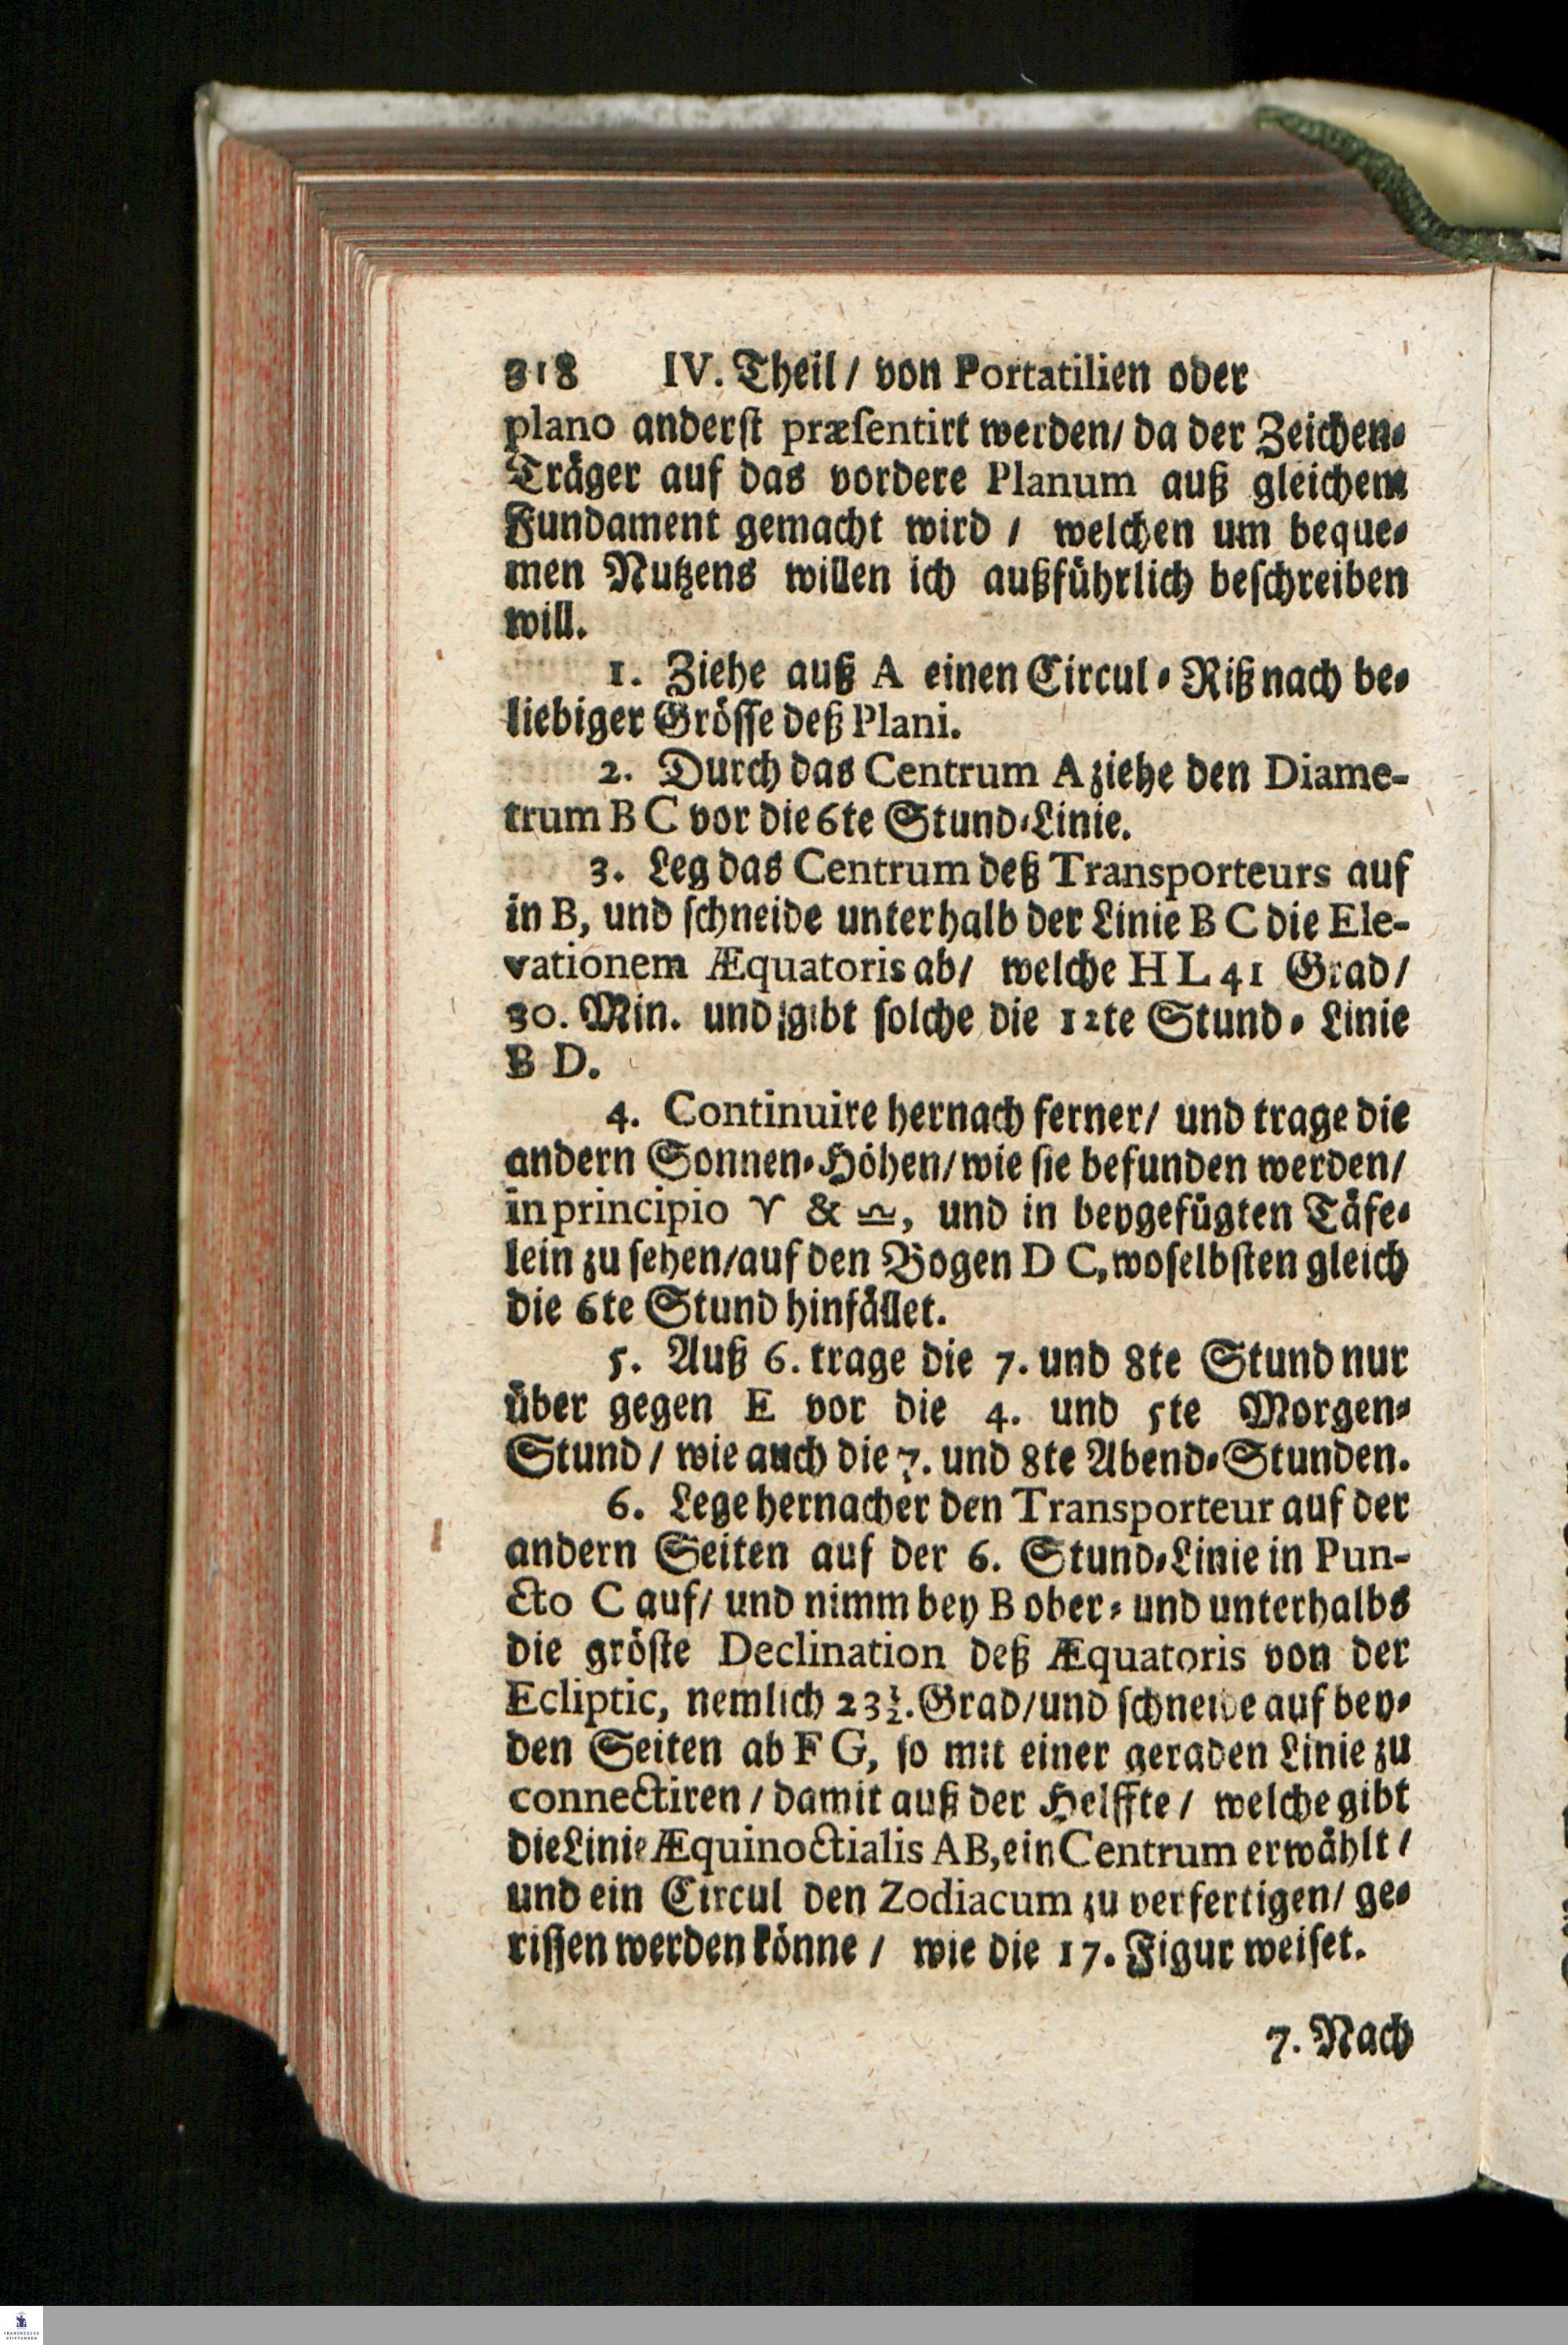 318 IV. Theil / von Portatilien oder
plano anderſt præſentirt werden/ da der Zeichen-
Träger auf das vordere Planum auß gleichem
Fundament gemacht wird / welchen um beque-
men Nutzens willen ich außführlich beſchreiben
will.
1. Ziehe auß A einen Circul-Riß nach be-
liebiger Gröſſe deß Plani.
2. Durch das Centrum A ziehe den Diame-
trum B C vor die 6te Stund-Linie.
3. Leg das Centrum deß Transporteurs auf
in B, und ſchneide unterhalb der Linie B C die Ele-
vationem Æquatoris ab/ welche H L 41 Grad/
30. Min. und gibt ſolche die 12te Stund-Linie
B D.
4. Continuire hernach ferner/ und trage die
andern Sonnen-Höhen/ wie ſie befunden werden/
in principio ♈ & ♎, und in beygefügten Täfe-
lein zu ſehen/ auf den Bogen D C, woſelbſten gleich
die 6te Stund hinfället.
5. Auß 6. trage die 7. und 8te Stund nur
über gegen E vor die 4. und 5te Morgen-
Stund / wie auch die 7. und 8te Abend-Stunden.
6. Lege hernacher den Transporteur auf der
andern Seiten auf der 6. Stund-Linie in Pun-
cto C auf/ und nimm bey B ober- und unterhalbs
die gröſte Declination deß Æquatoris von der
Ecliptic, nemlich 23½. Grad/ und ſchneide auf bey-
den Seiten ab F G, ſo mit einer geraden Linie zu
connectiren / damit auß der Helffte / welche gibt
die Linie Æquinoctialis AB, ein Centrum erwählt /
und ein Circul den Zodiacum zu verfertigen/ ge-
riſſen werden könne / wie die 17. Figur weiſet.
7. Nach
FRANCKESCHE
STIFTUNGEN